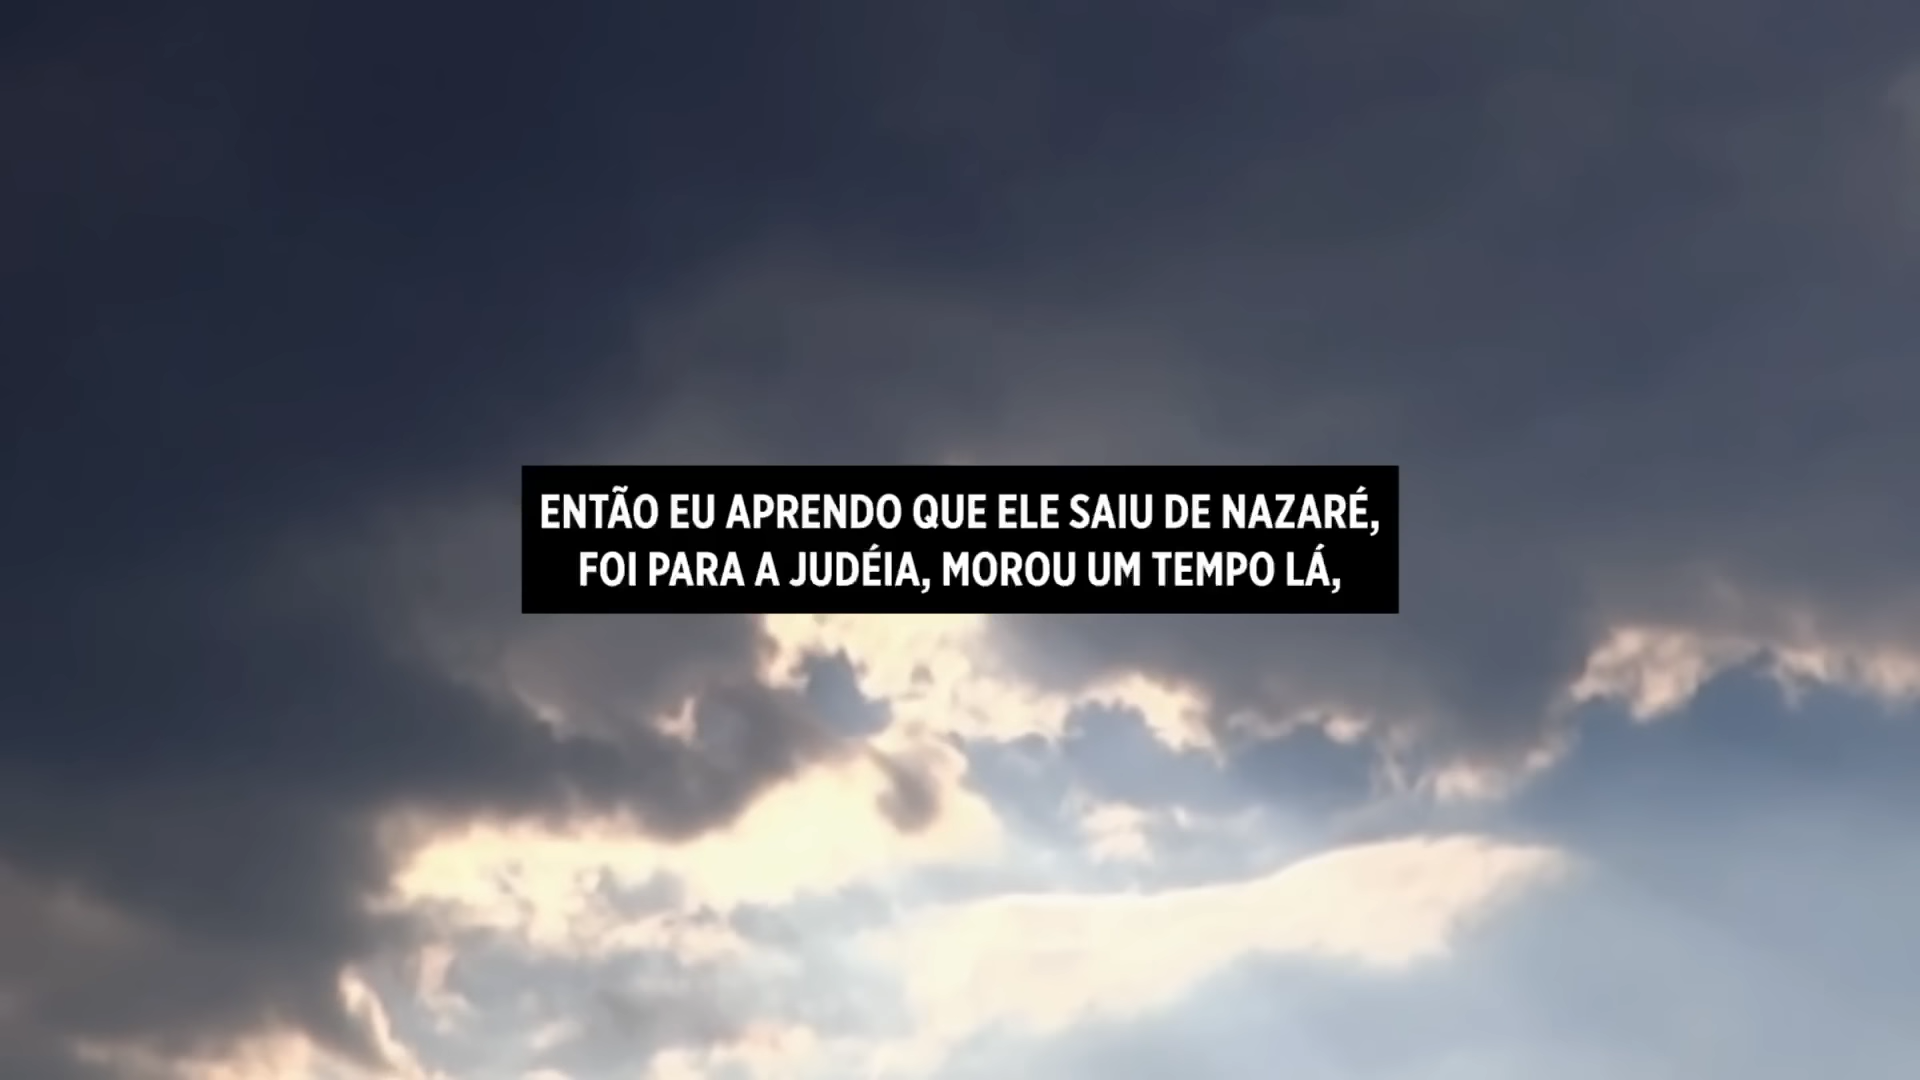 ENTÃO EU APRENDO QUE ELE SAIU DE NAZARÉ,
FOI PARA A JUDÉIA, MOROU UM TEMPO LÁ,